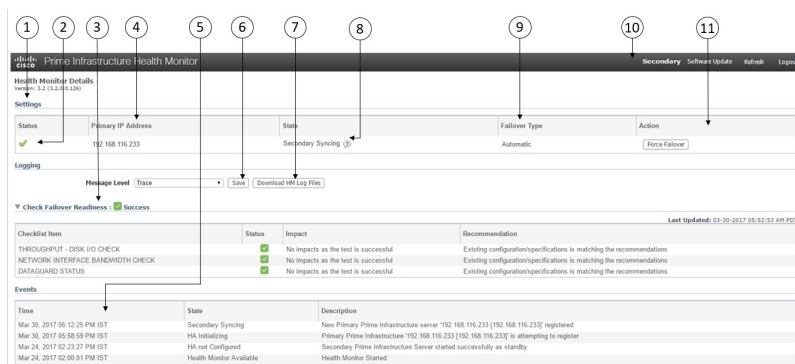 1 2 3 4 5 6 7 8 9 10 11
CISCO Prime Infrastructure Health Monitor Secondary Software Update Refresh Logou
Health Monitor Details
Version: 3.2 (3.2.0.0.126)
Settings
Status Primary IP Address State Failover Type Action
192.168.116.233 Secondary Syncing ? Automatic Force Failover
Logging
Message Level Trace Save Download HM Log Files
Check Failover Readiness : Success
Last Updated: 03-30-2017 05:52:53 AM PD
Checklist Item Status Impact Recommendation
THROUGHPUT - DISK I/O CHECK No impacts as the test is successful Existing configuration/specifications is matching the recommendations
NETWORK INTERFACE BANDWIDTH CHECK No impacts as the test is successful Existing configuration/specifications is matching the recommendations
DATAGUARD STATUS No impacts as the test is successful Existing configuration/specifications is matching the recommendations
Events
Time State Description
Mar 30, 2017 06:12:25 PM IST Secondary Syncing New Primary Prime Infrastructure server '192.168.116.233 [192.168.116.233]' registered
Mar 30, 2017 05:58:59 PM IST HA Initializing Primary Prime Infrastructure '192.168.116.233 [192.168.116.233]' is attempting to register
Mar 24, 2017 02:23:27 PM IST HA not Configured Secondary Prime Infrastructure Server started successfully as standby
Mar 24, 2017 02:00:01 PM IST Health Monitor Available Health Monitor Started